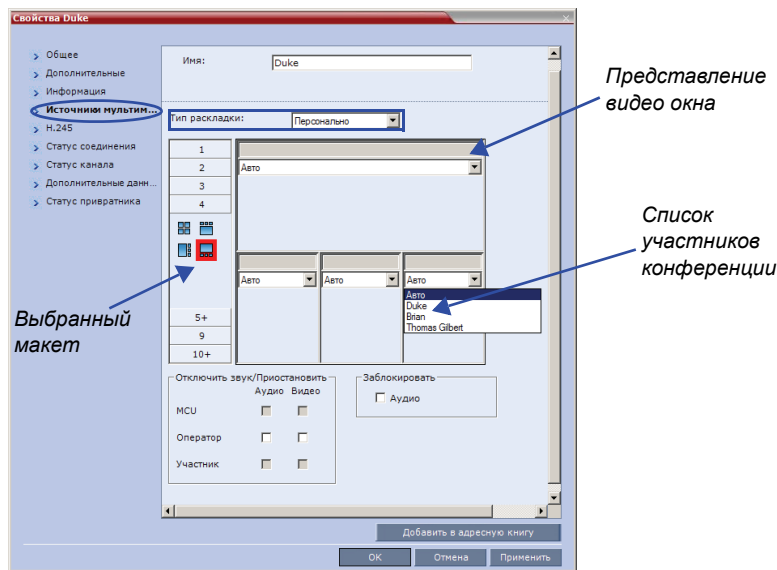 Свойства Duke
Общее
Дополнительные
Информация
Источники мультим...
H.245
Статус соединения
Статус канала
Дополнительные данн...
Статус привратника
Имя:
Duke
Тип раскладки:
Персонально
1
2
3
4
5+
9
10+
Авто
Авто
Авто
Авто
Авто
Duke
Brian
Thomas Gilbert
Отключить звук/Приостановить
Аудио Видео
MCU
Оператор
Участник
Заблокировать
Аудио
Добавить в адресную книгу
OK
Отмена
Применить
Представление
видео окна
Список
участников
конференции
Выбранный
макет